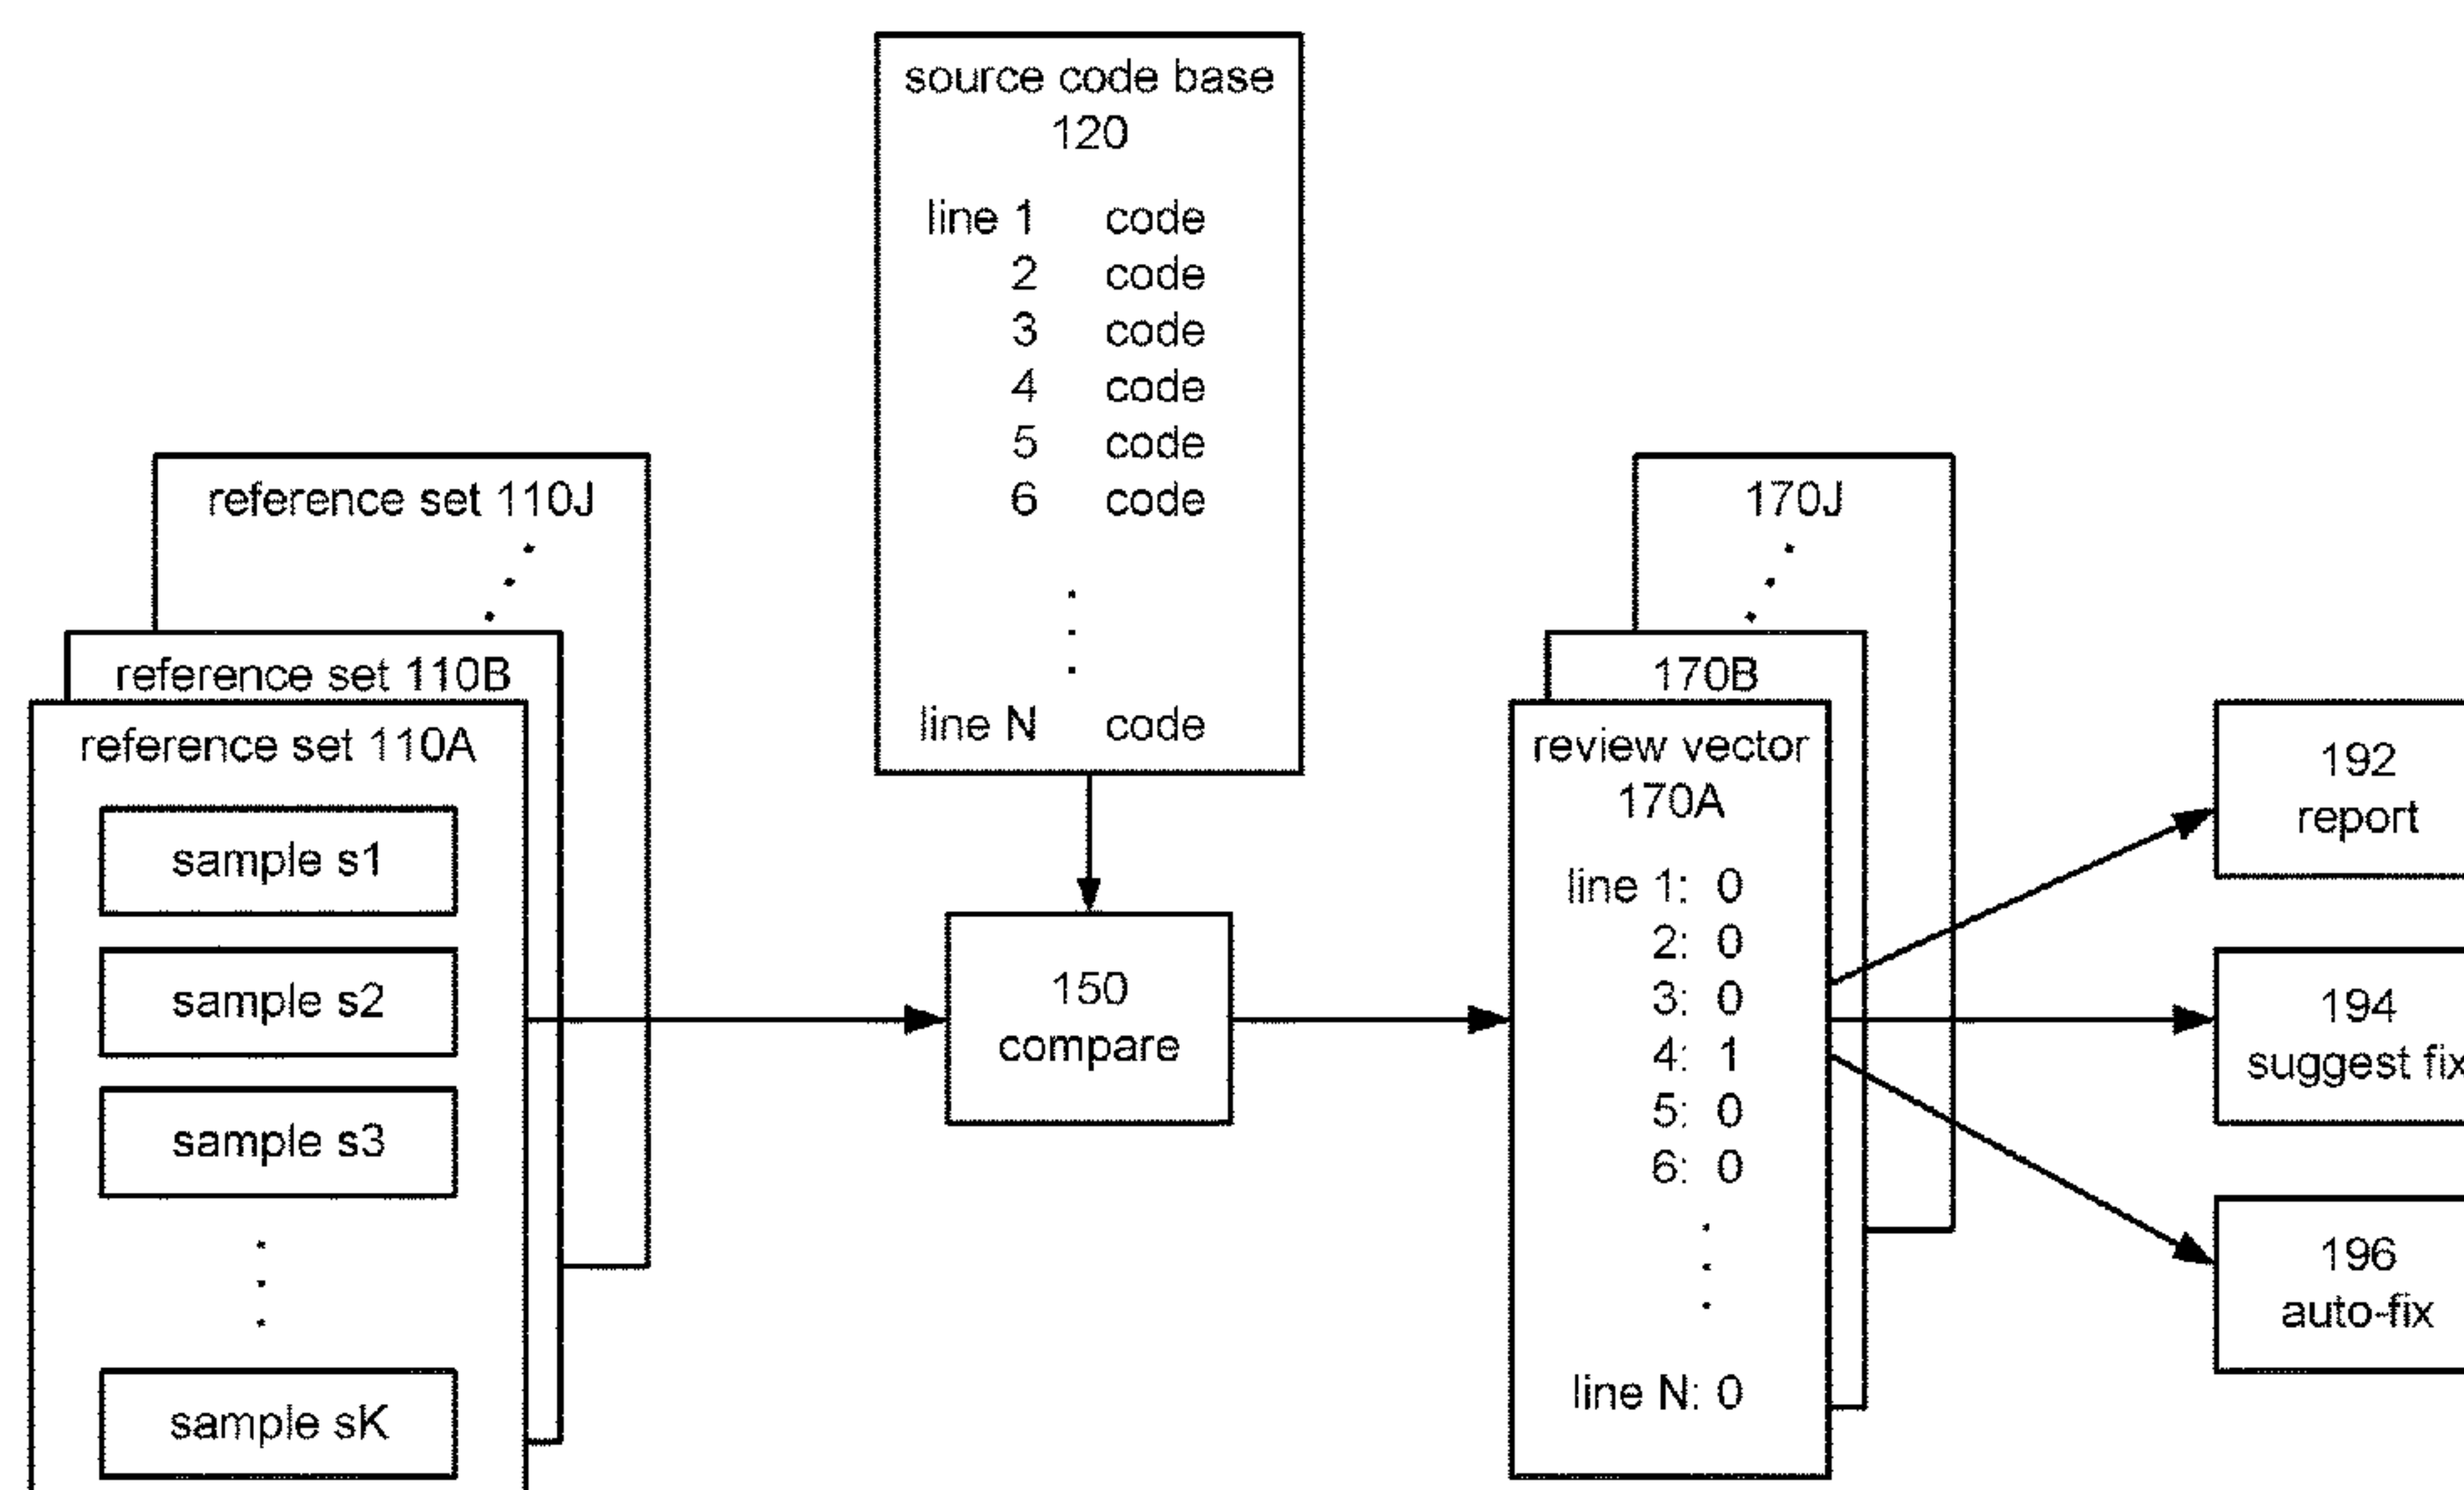 source code base
120
line 1 code
2 code
3 code
4 code
5 code
6 code
line N code
reference set 110J
reference set 110B
reference set 110A
sample s1
sample s2
sample s3
sample sK
150
compare
170J
170B
review vector
170A
line 1: 0
2: 0
3: 0
4: 1
5: 0
6: 0
line N: 0
192
report
194
suggest fix
196
auto-fix